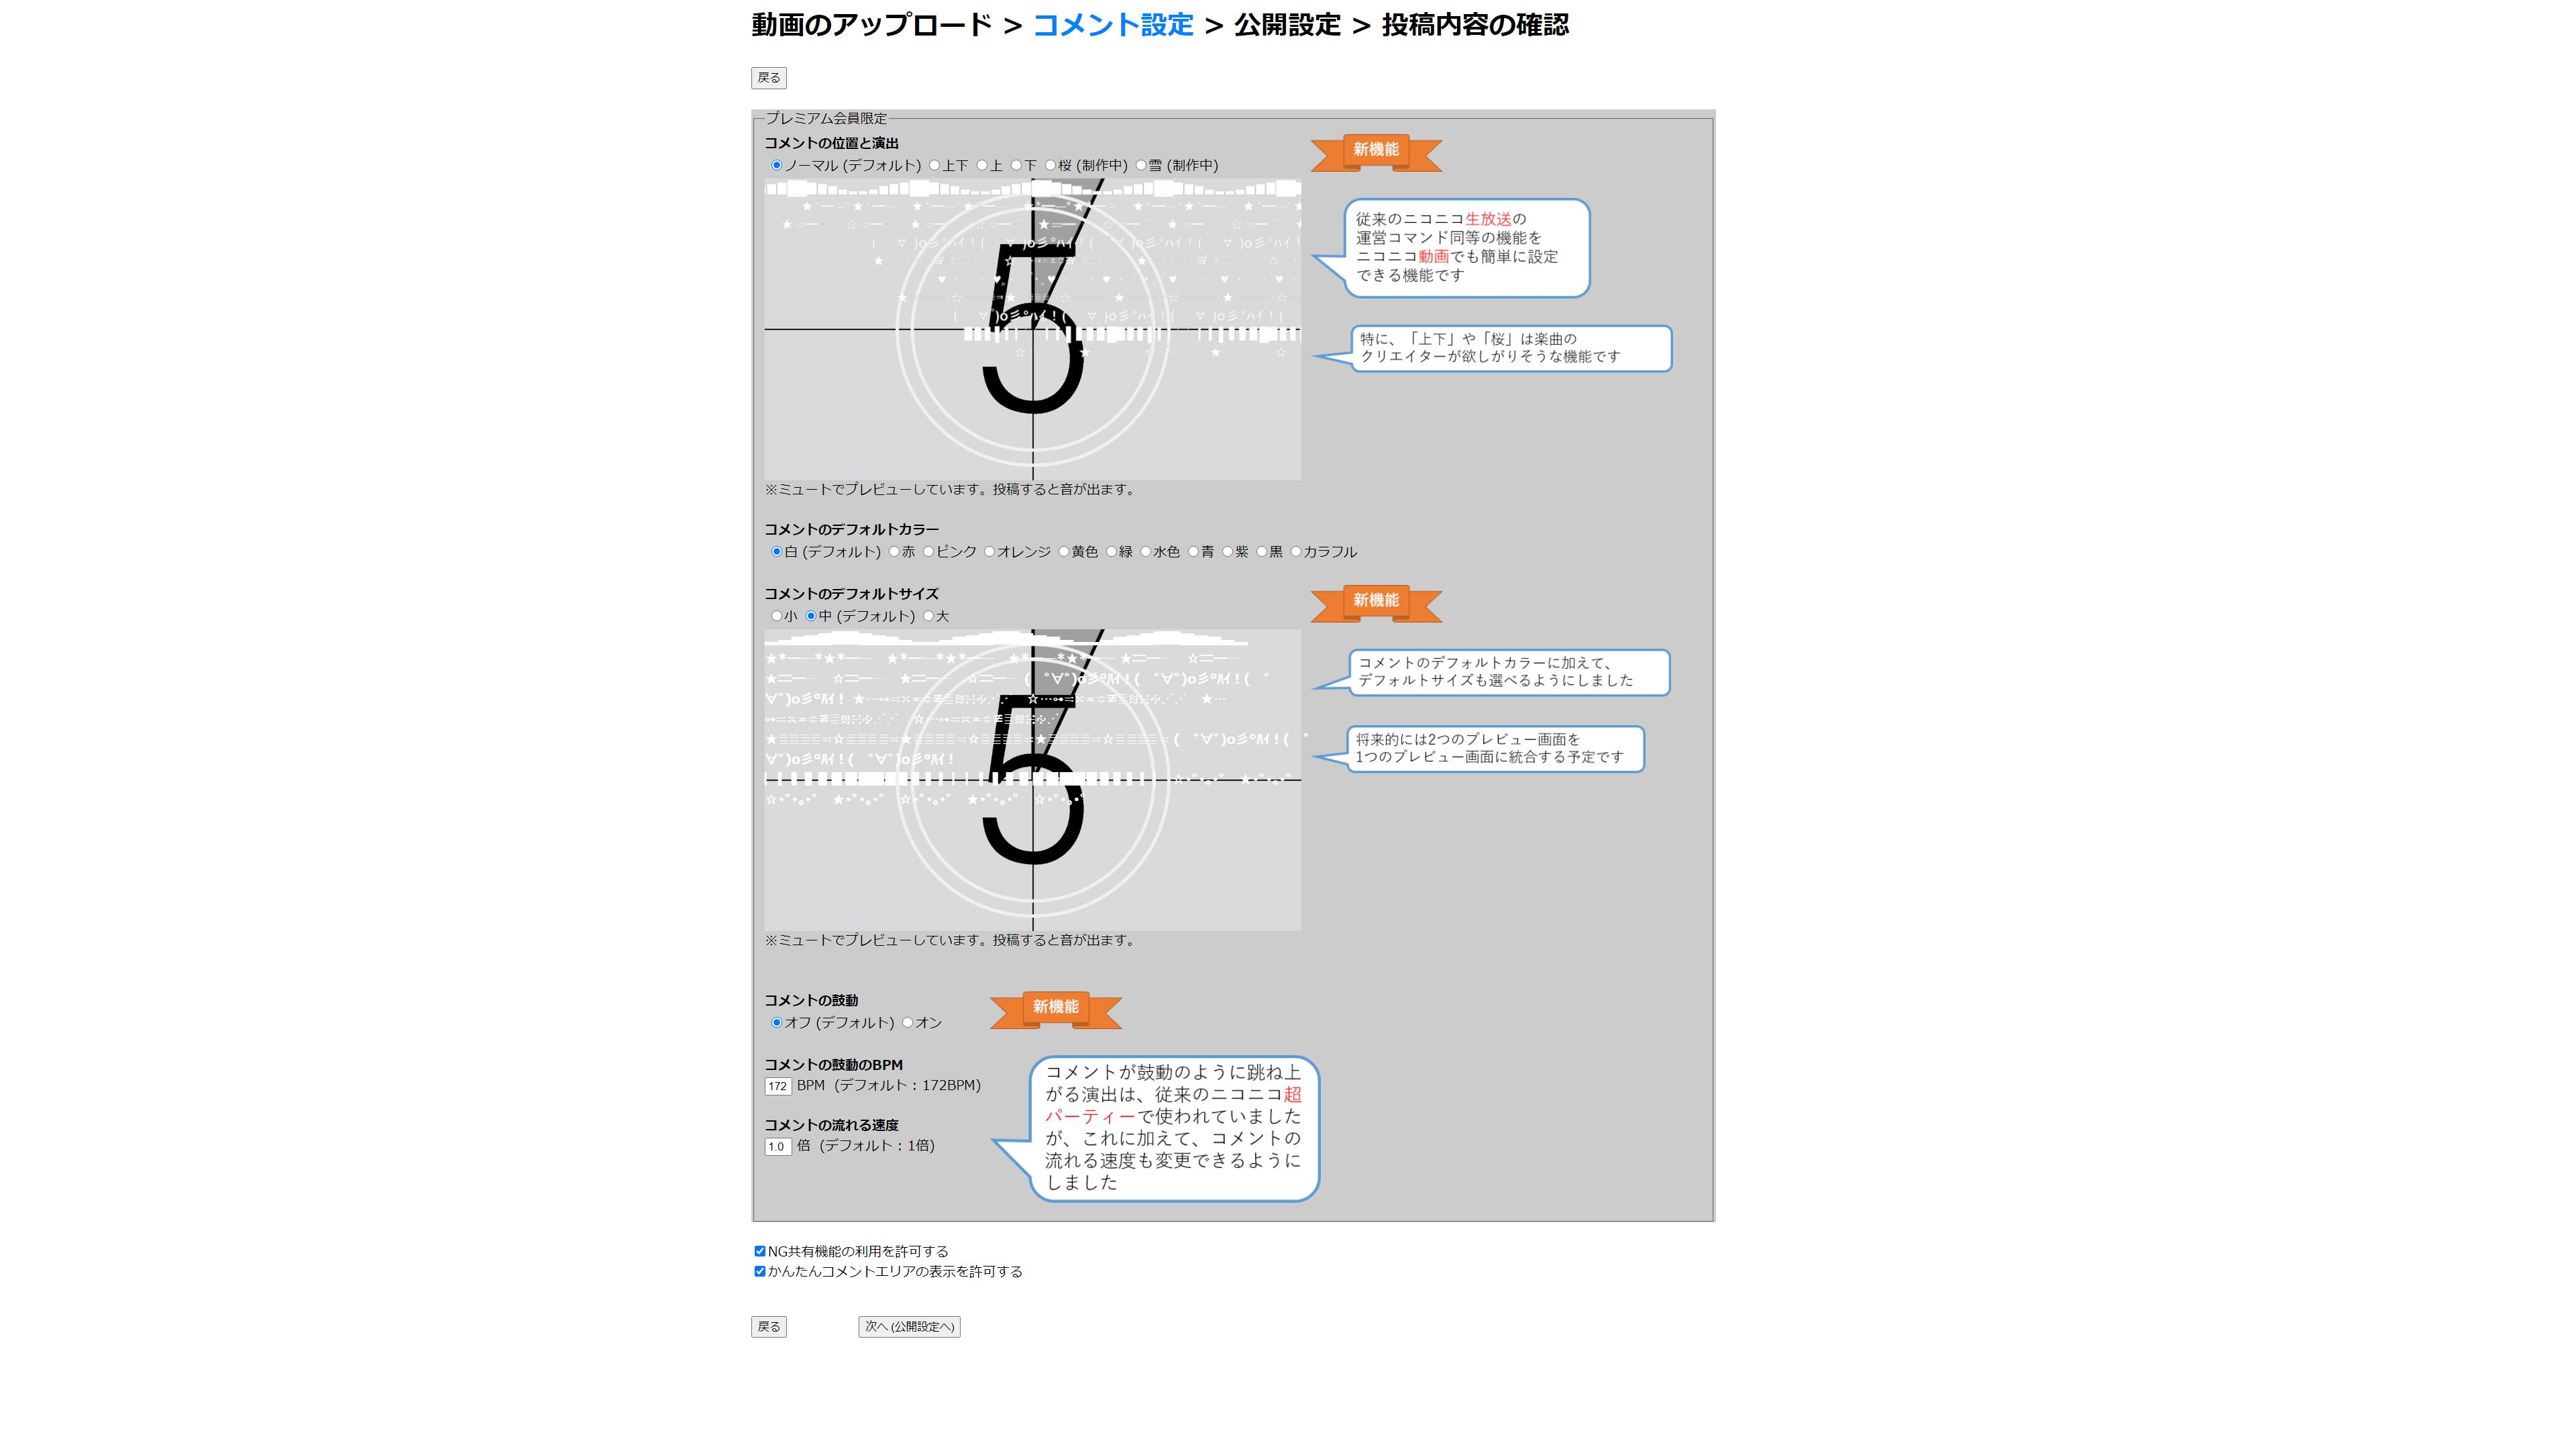 動画のアップロード > コメント設定 > 公開設定 > 投稿内容の確認
戻る
プレミアム会員限定
コメントの位置と演出
ノーマル (デフォルト) 上下 上 下 桜 (制作中) 雪 (制作中)
新機能
従来のニコニコ生放送の
運営コマンド同等の機能を
ニコニコ動画でも簡単に設定
できる機能です
特に、「上下」や「桜」は楽曲の
クリエイターが欲しがりそうな機能です
5
※ミュートでプレビューしています。投稿すると音が出ます。
コメントのデフォルトカラー
白 (デフォルト) 赤 ピンク オレンジ 黄色 緑 水色 青 紫 黒 カラフル
コメントのデフォルトサイズ
小 中 (デフォルト) 大
新機能
コメントのデフォルトカラーに加えて、
デフォルトサイズも選べるようにしました
将来的には2つのプレビュー画面を
1つのプレビュー画面に統合する予定です
5
※ミュートでプレビューしています。投稿すると音が出ます。
コメントの鼓動
オフ (デフォルト) オン
新機能
コメントの鼓動のBPM
172 BPM (デフォルト：172BPM)
コメントの流れる速度
1.0 倍 (デフォルト：1倍)
コメントが鼓動のように跳ね上
がる演出は、従来のニコニコ超
パーティーで使われていました
が、これに加えて、コメントの
流れる速度も変更できるように
しました
NG共有機能の利用を許可する
かんたんコメントエリアの表示を許可する
戻る 次へ (公開設定へ)